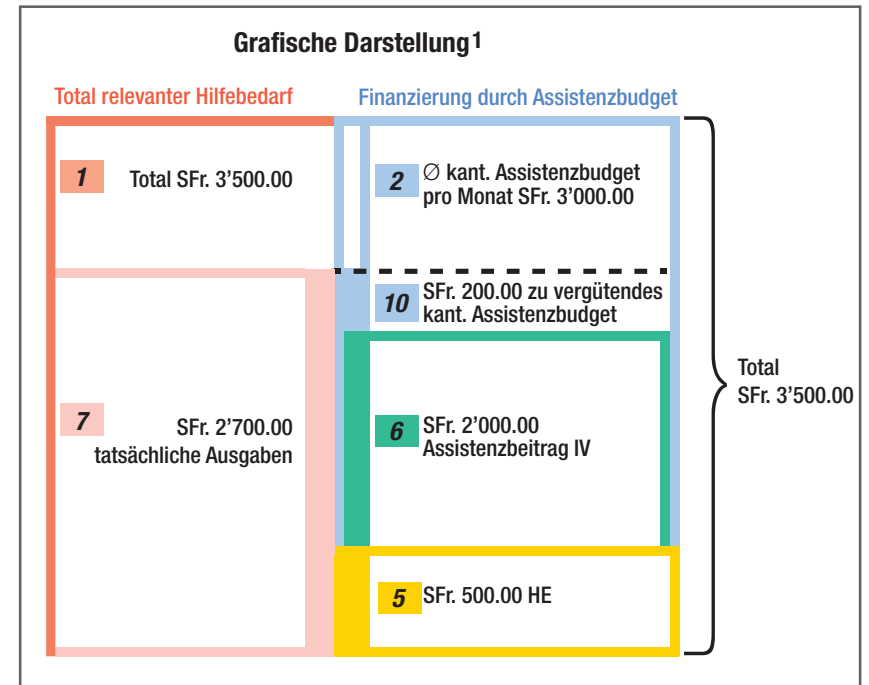 Grafische Darstellung1
Total relevanter Hilfebedarf
Finanzierung durch Assistenzbudget
1 Total SFr. 3'500.00
2 ∅ kant. Assistenzbudget
pro Monat SFr. 3'000.00
10 SFr. 200.00 zu vergütendes
kant. Assistenzbudget
Total
SFr. 3'500.00
7 SFr. 2'700.00
tatsächliche Ausgaben
6 SFr. 2'000.00
Assistenzbeitrag IV
5 SFr. 500.00 HE